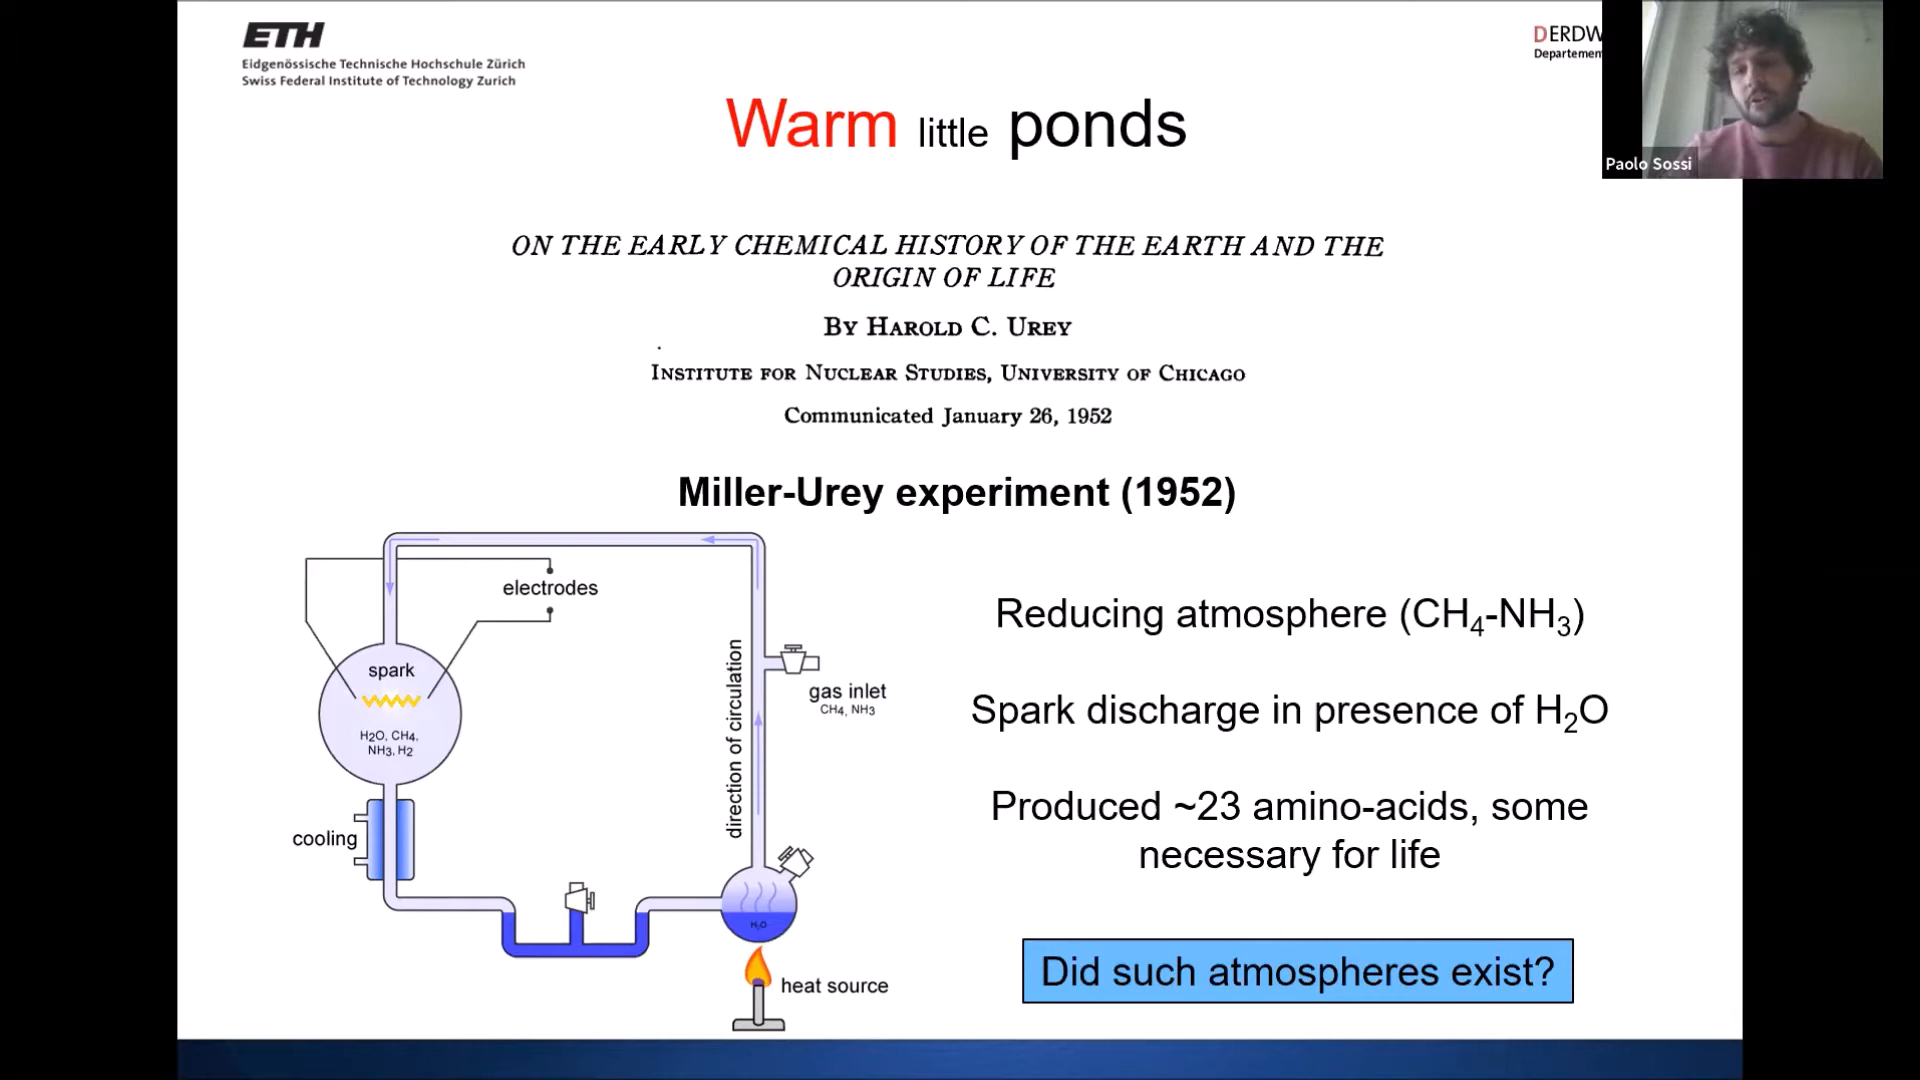 ETH
Eidgenössische Technische Hochschule Zürich
Swiss Federal Institute of Technology Zurich
DERDW
Departemen
Paolo Sossi
Warm little ponds
ON THE EARLY CHEMICAL HISTORY OF THE EARTH AND THE
ORIGIN OF LIFE
BY HAROLD C. UREY
INSTITUTE FOR NUCLEAR STUDIES, UNIVERSITY OF CHICAGO
Communicated January 26, 1952
Miller-Urey experiment (1952)
electrodes
spark
H2O, CH4,
NH3, H2
cooling
direction of circulation
gas inlet
CH4, NH3
H2O
heat source
Reducing atmosphere (CH₄-NH₃)
Spark discharge in presence of H₂O
Produced ~23 amino-acids, some
necessary for life
Did such atmospheres exist?